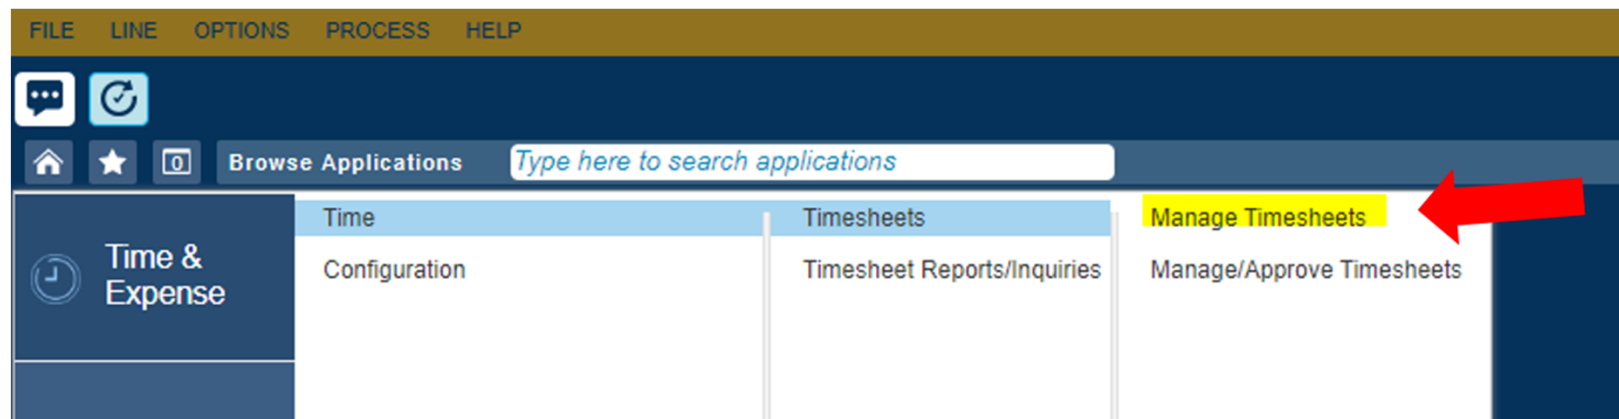 FILE LINE OPTIONS PROCESS HELP
0 Browse Applications Type here to search applications
Time & Expense
Time Timesheets Manage Timesheets
Configuration Timesheet Reports/Inquiries Manage/Approve Timesheets